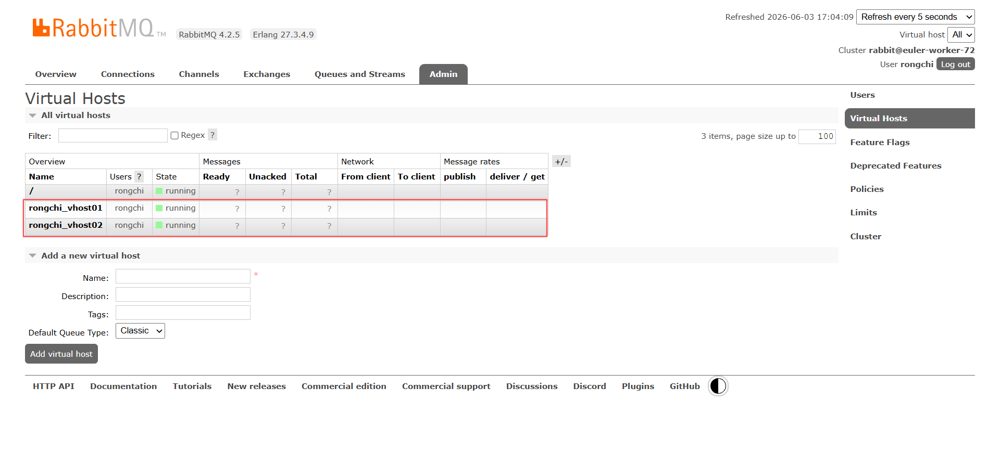 Refreshed 2026-06-03 17:04:09 Refresh every 5 seconds
RabbitMQ TM RabbitMQ 4.2.5 Erlang 27.3.4.9
Virtual host All
Cluster rabbit@euler-worker-72
User rongchi Log out
Overview Connections Channels Exchanges Queues and Streams Admin
Virtual Hosts
All virtual hosts
Filter: Regex ? 3 items, page size up to 100
Overview Messages Network Message rates +/-
Name Users ? State Ready Unacked Total From client To client publish deliver / get
/ rongchi running ? ? ?
rongchi_vhost01 rongchi running ? ? ?
rongchi_vhost02 rongchi running ? ? ?
Add a new virtual host
Name: *
Description:
Tags:
Default Queue Type: Classic
Add virtual host
Users
Virtual Hosts
Feature Flags
Deprecated Features
Policies
Limits
Cluster
HTTP API Documentation Tutorials New releases Commercial edition Commercial support Discussions Discord Plugins GitHub